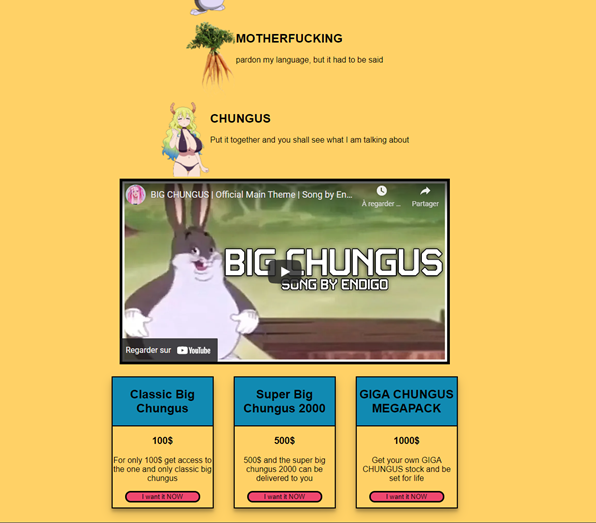 MOTHERFUCKING
pardon my language, but it had to be said
CHUNGUS
Put it together and you shall see what I am talking about
BIG CHUNGUS | Official Main Theme | Song by En...
À regarder ...
Partager
BIG CHUNGUS
SONG BY ENDIGO
Regarder sur YouTube
Classic Big
Chungus
100$
For only 100$ get access to
the one and only classic big
chungus
I want it NOW
Super Big
Chungus 2000
500$
500$ and the super big
chungus 2000 can be
delivered to you
I want it NOW
GIGA CHUNGUS
MEGAPACK
1000$
Get your own GIGA
CHUNGUS stock and be
set for life
I want it NOW